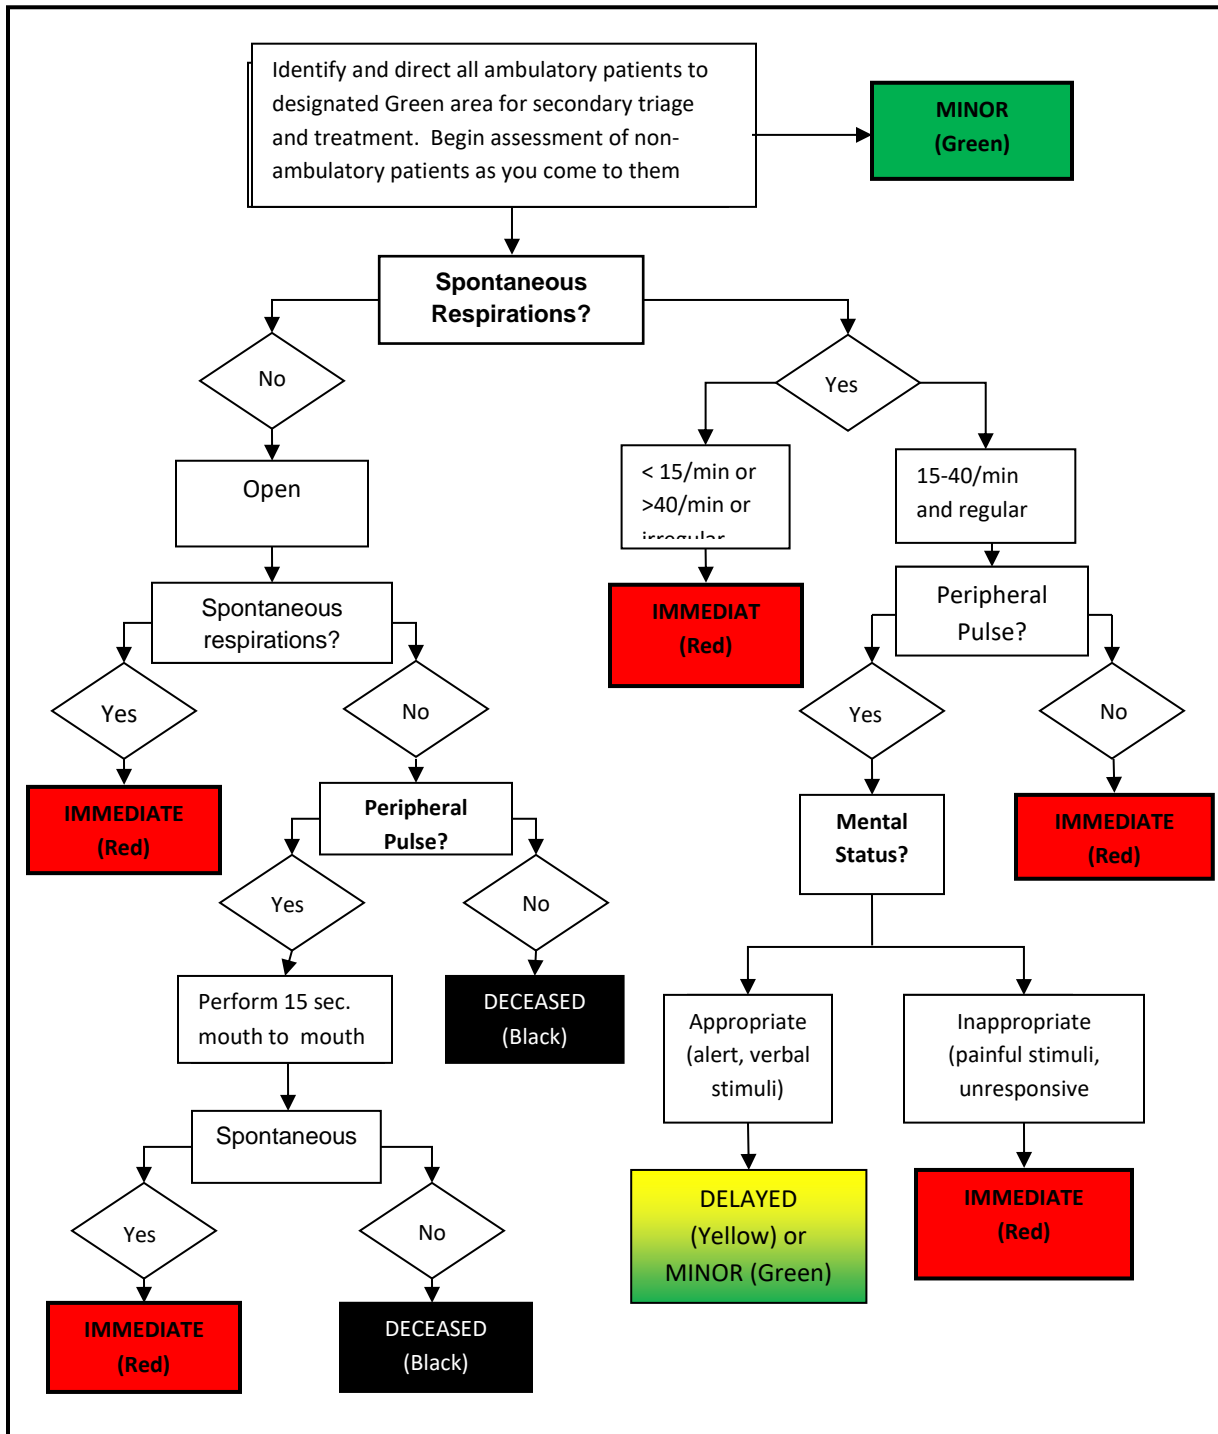 Identify and direct all ambulatory patients to
designated Green area for secondary triage
and treatment.  Begin assessment of non-
ambulatory patients as you come to them
MINOR
(Green)
Spontaneous
Respirations?
No
Yes
Open
< 15/min or
>40/min or
irregular
15-40/min
and regular
Spontaneous
respirations?
IMMEDIAT
(Red)
Peripheral
Pulse?
Yes
No
Yes
No
IMMEDIATE
(Red)
Peripheral
Pulse?
Mental
Status?
IMMEDIATE
(Red)
Yes
No
Perform 15 sec.
mouth to  mouth
DECEASED
(Black)
Appropriate
(alert, verbal
stimuli)
Inappropriate
(painful stimuli,
unresponsive
Spontaneous
Yes
No
DELAYED
(Yellow) or
MINOR (Green)
IMMEDIATE
(Red)
IMMEDIATE
(Red)
DECEASED
(Black)